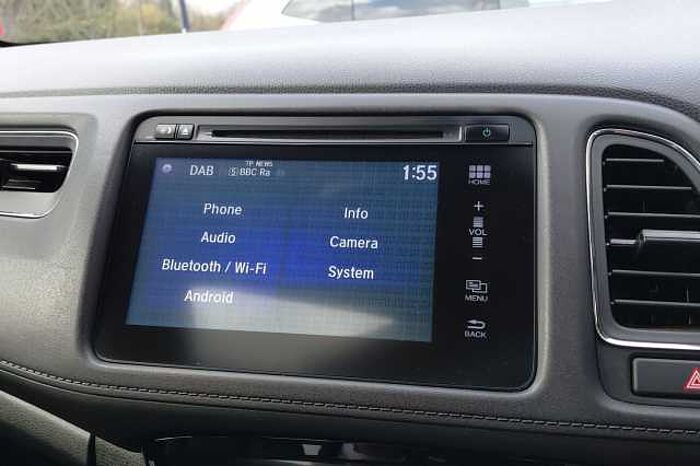 DAB TP NEWS 1:55
S BBC Ra
HOME
Phone Info
VOL
Audio Camera
Bluetooth / Wi-Fi System
Android
MENU
BACK